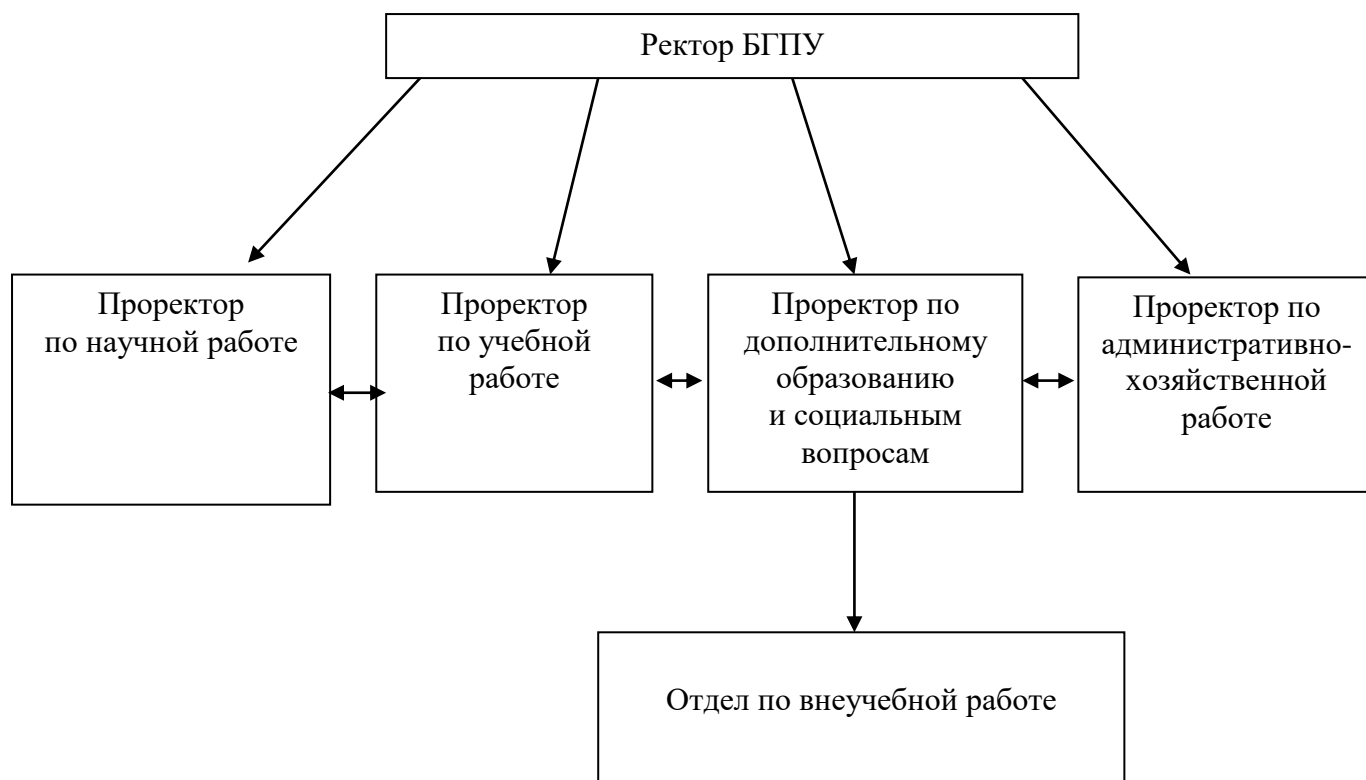 Ректор БГПУ
Проректор
по научной работе
Проректор
по учебной
работе
Проректор по
дополнительному
образованию
и социальным
вопросам
Проректор по
административно-
хозяйственной
работе
Отдел по внеучебной работе